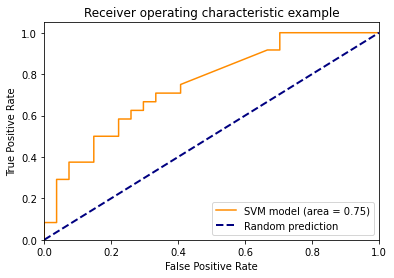 Receiver operating characteristic example
1.0
0.8
0.6
0.4
0.2
0.0
True Positive Rate
SVM model (area = 0.75)
Random prediction
0.0 0.2 0.4 0.6 0.8 1.0
False Positive Rate